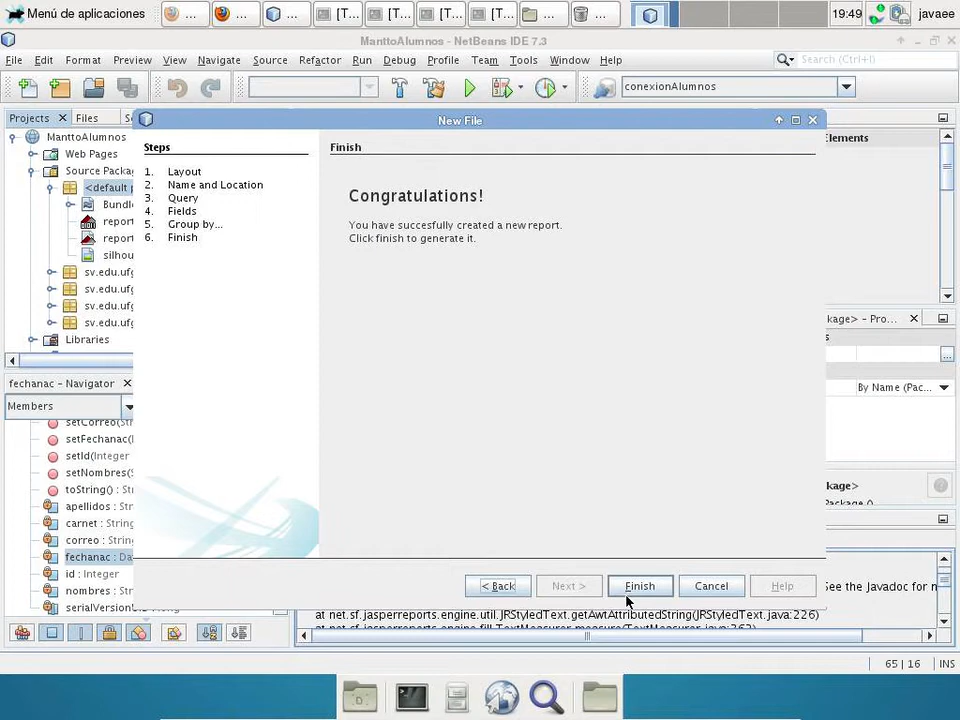 Menú de aplicaciones
...
...
...
[T...
[T...
[T...
[T...
...
...
19:49
javaee
ManttoAlumnos - NetBeans IDE 7.3
File Edit Format Preview View Navigate Source Refactor Run Debug Profile Team Tools Window Help
Search (Ctrl+I)
conexionAlumnos
Projects Files S
ManttoAlumnos
Web Pages
Source Packa
<default p
Bundl
report
report
silhou
sv.edu.ufg
sv.edu.ufg
sv.edu.ufg
sv.edu.ufg
Libraries
fechanac - Navigator
Members
setCorreo(Str
setFechanac(
setId(Integer
setNombres(S
toString() : Str
apellidos : Str
carnet : String
correo : String
fechanac : Da
id : Integer
nombres : Str
serialVersionU
New File
Steps
1. Layout
2. Name and Location
3. Query
4. Fields
5. Group by...
6. Finish
Finish
Congratulations!
You have succesfully created a new report.
Click finish to generate it.
< Back
Next >
Finish
Cancel
Help
Elements
kage> - Pro...
s
...
By Name (Pac...
kage>
See the Javadoc for n
at net.sf.jasperreports.engine.util.JRStyledText.getAwtAttributedString(JRStyledText.java:226)
65 | 16 INS